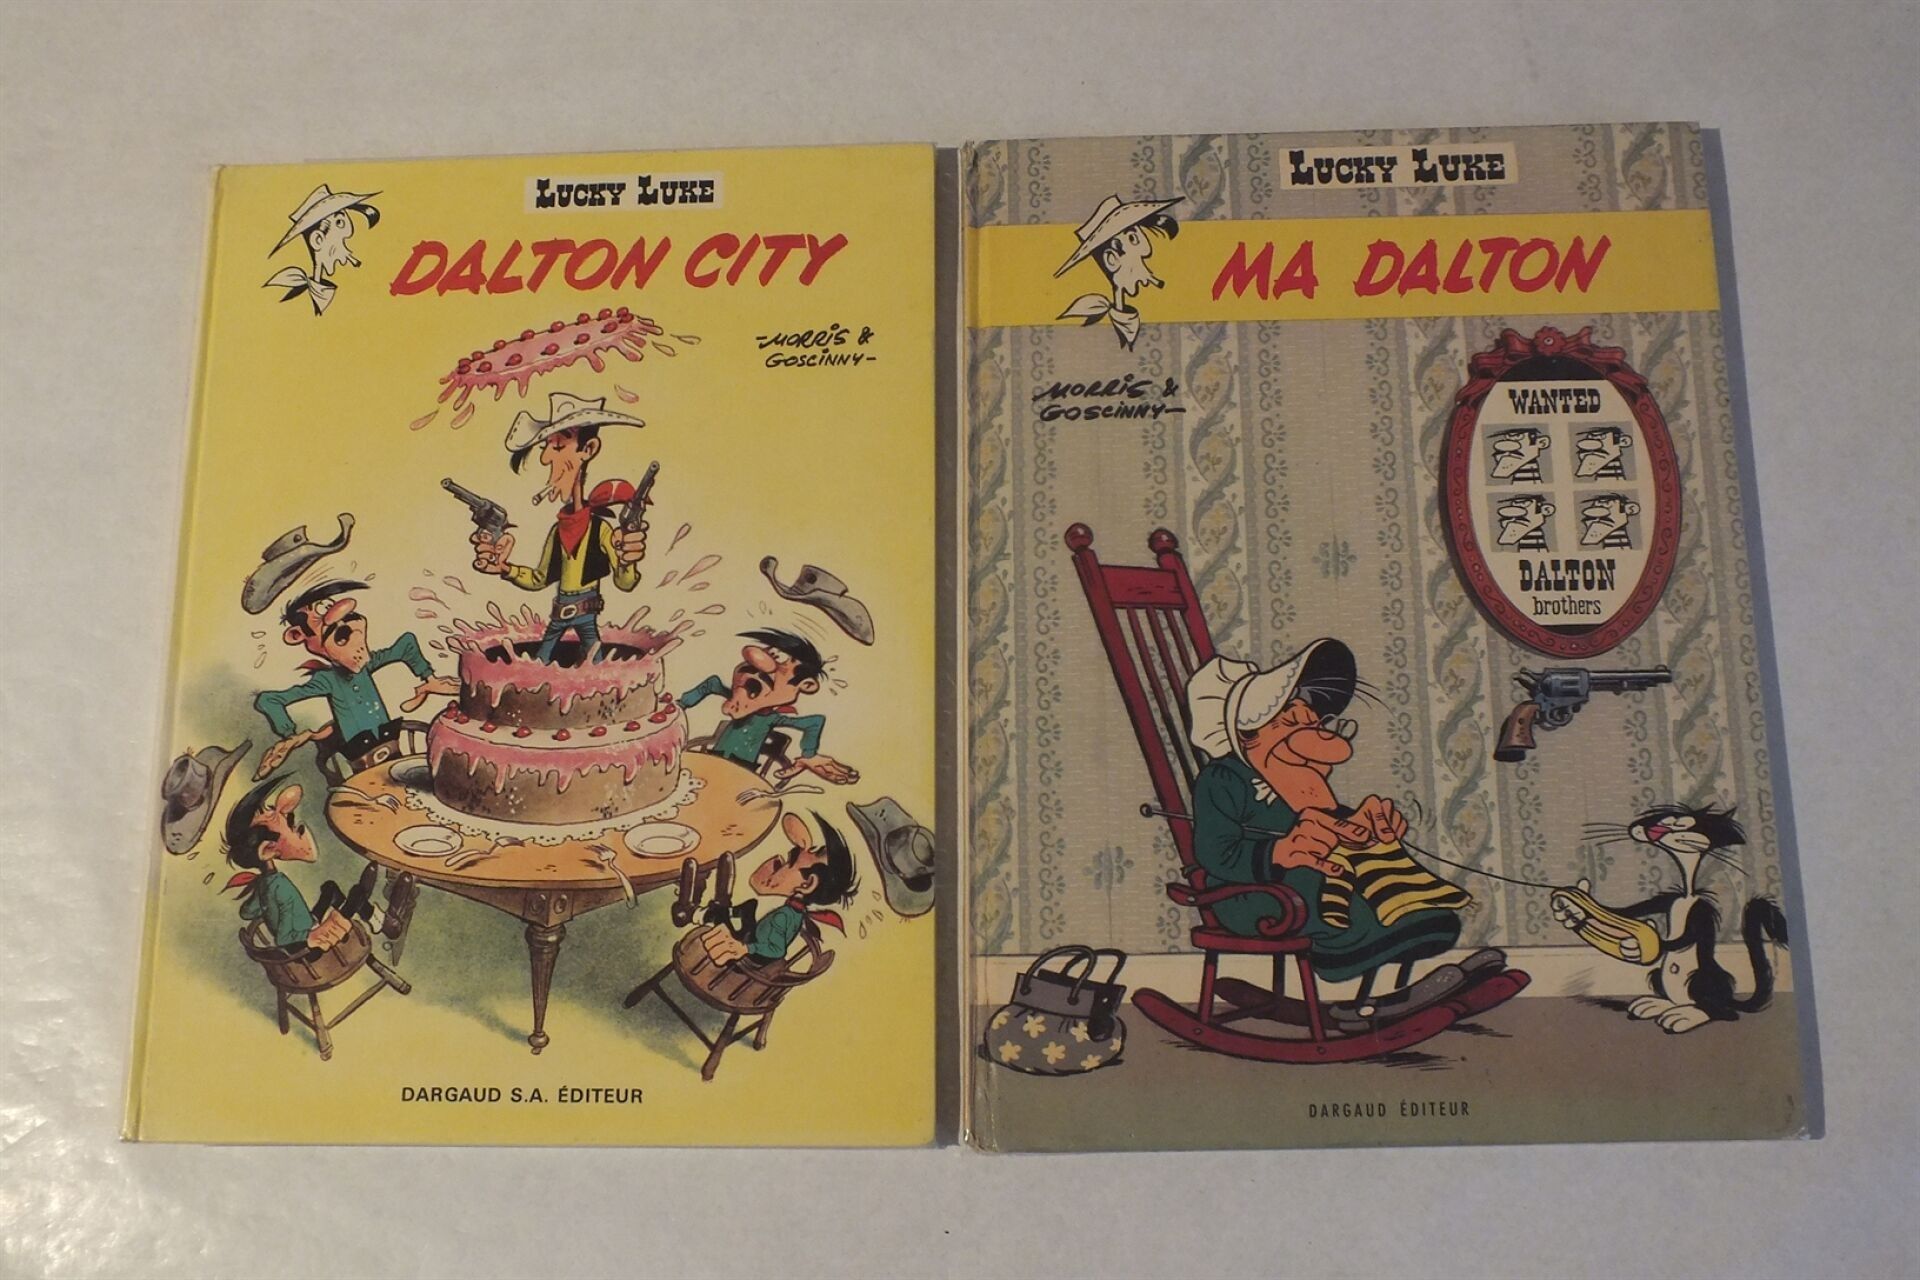 LUCKY LUKE
DALTON CITY
-MORRIS &
GOSCINNY-
DARGAUD S.A. ÉDITEUR
LUCKY LUKE
MA DALTON
MORRIS &
GOSCINNY-
WANTED
DALTON
brothers
DARGAUD ÉDITEUR